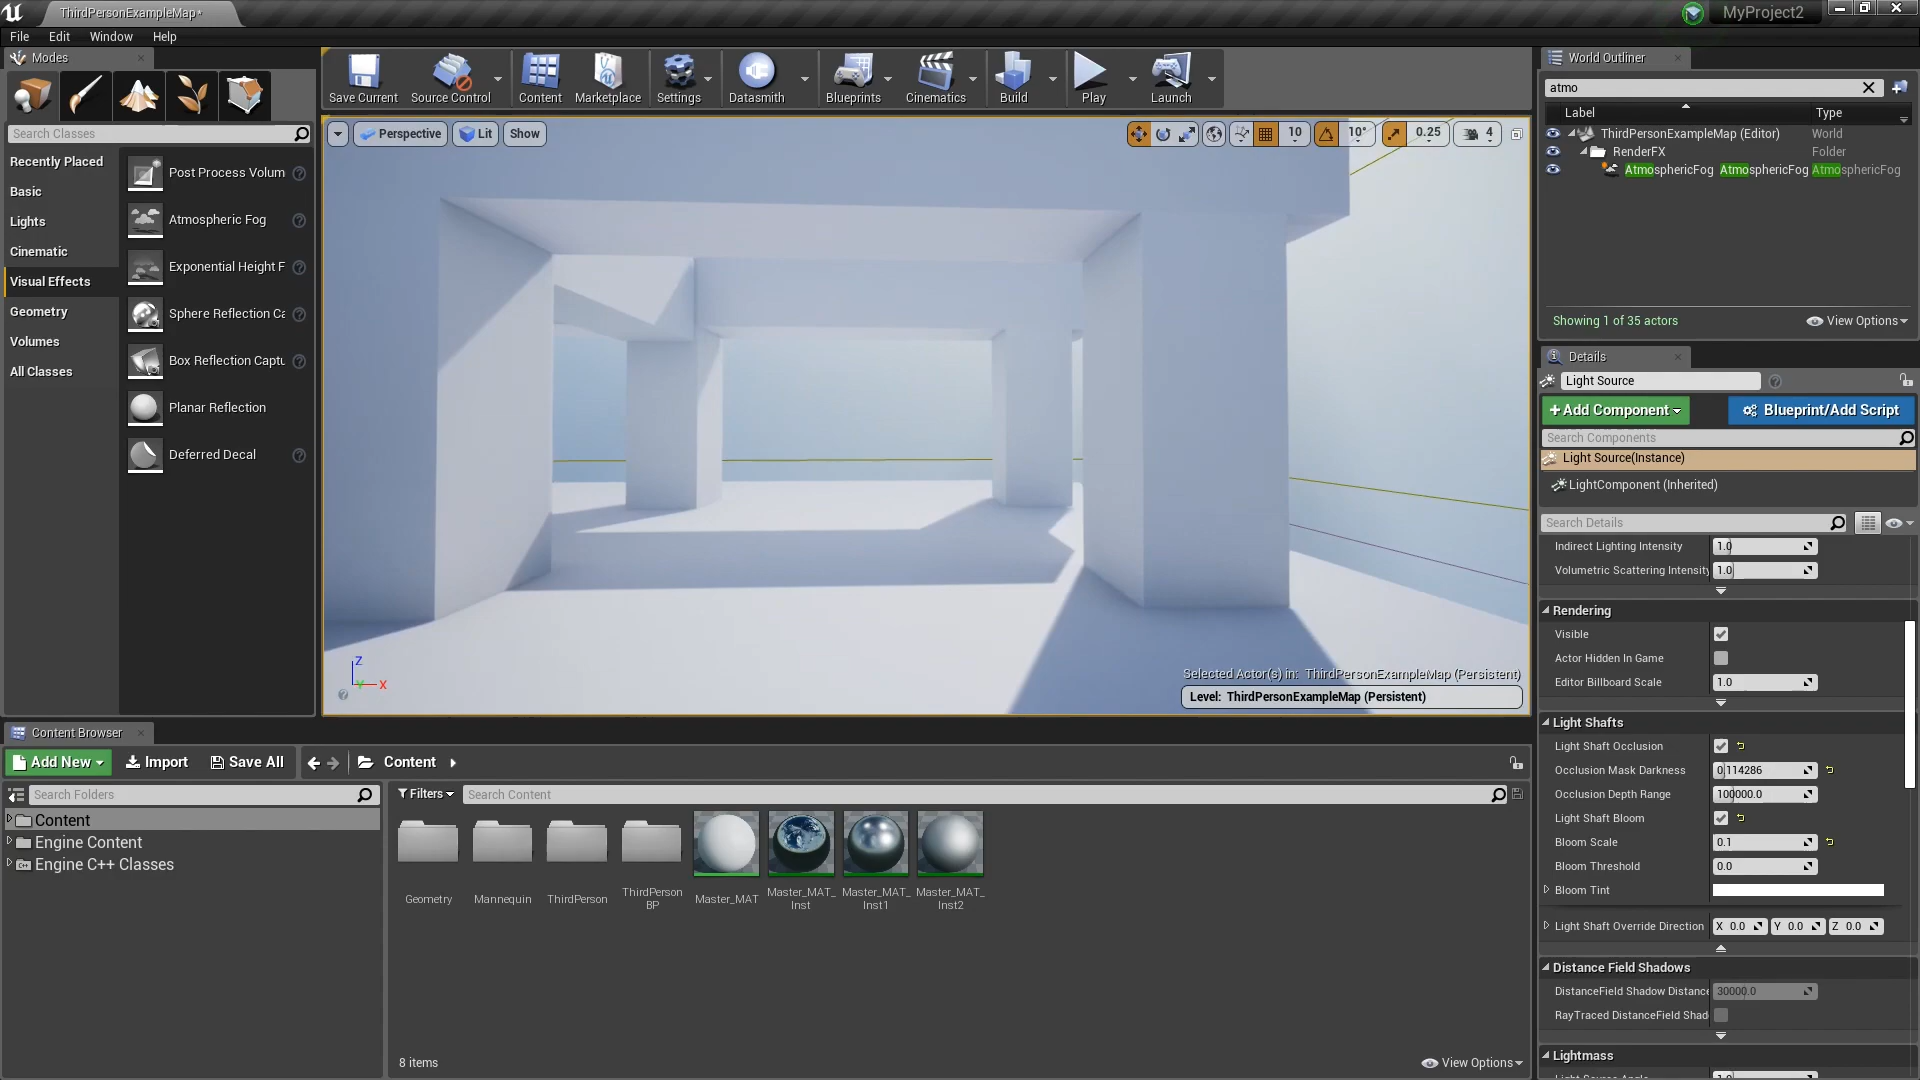 ThirdPersonExampleMap*
MyProject2
File Edit Window Help
Modes
Search Classes
Recently Placed
Basic
Lights
Cinematic
Visual Effects
Geometry
Volumes
All Classes
Post Process Volum
Atmospheric Fog
Exponential Height F
Sphere Reflection Ca
Box Reflection Captu
Planar Reflection
Deferred Decal
Save Current
Source Control
Content
Marketplace
Settings
Datasmith
Blueprints
Cinematics
Build
Play
Launch
Perspective
Lit
Show
10
10°
0.25
4
Z
Y
X
Selected Actor(s) in: ThirdPersonExampleMap (Persistent)
Level: ThirdPersonExampleMap (Persistent)
World Outliner
atmo
Label Type
ThirdPersonExampleMap (Editor) World
RenderFX Folder
AtmosphericFog AtmosphericFog AtmosphericFog
Showing 1 of 35 actors
View Options
Details
Light Source
+Add Component
Blueprint/Add Script
Search Components
Light Source(Instance)
LightComponent (Inherited)
Search Details
Indirect Lighting Intensity 1.0
Volumetric Scattering Intensity 1.0
Rendering
Visible
Actor Hidden In Game
Editor Billboard Scale 1.0
Light Shafts
Light Shaft Occlusion
Occlusion Mask Darkness 0.114286
Occlusion Depth Range 100000.0
Light Shaft Bloom
Bloom Scale 0.1
Bloom Threshold 0.0
Bloom Tint
Light Shaft Override Direction X 0.0 Y 0.0 Z 0.0
Distance Field Shadows
DistanceField Shadow Distance 30000.0
RayTraced DistanceField Shad
Lightmass
Content Browser
Add New
Import
Save All
Content
Search Folders
Content
Engine Content
Engine C++ Classes
Filters
Search Content
Geometry
Mannequin
ThirdPerson
ThirdPerson
BP
Master_MAT
Master_MAT_
Inst
Master_MAT_
Inst1
Master_MAT_
Inst2
8 items
View Options